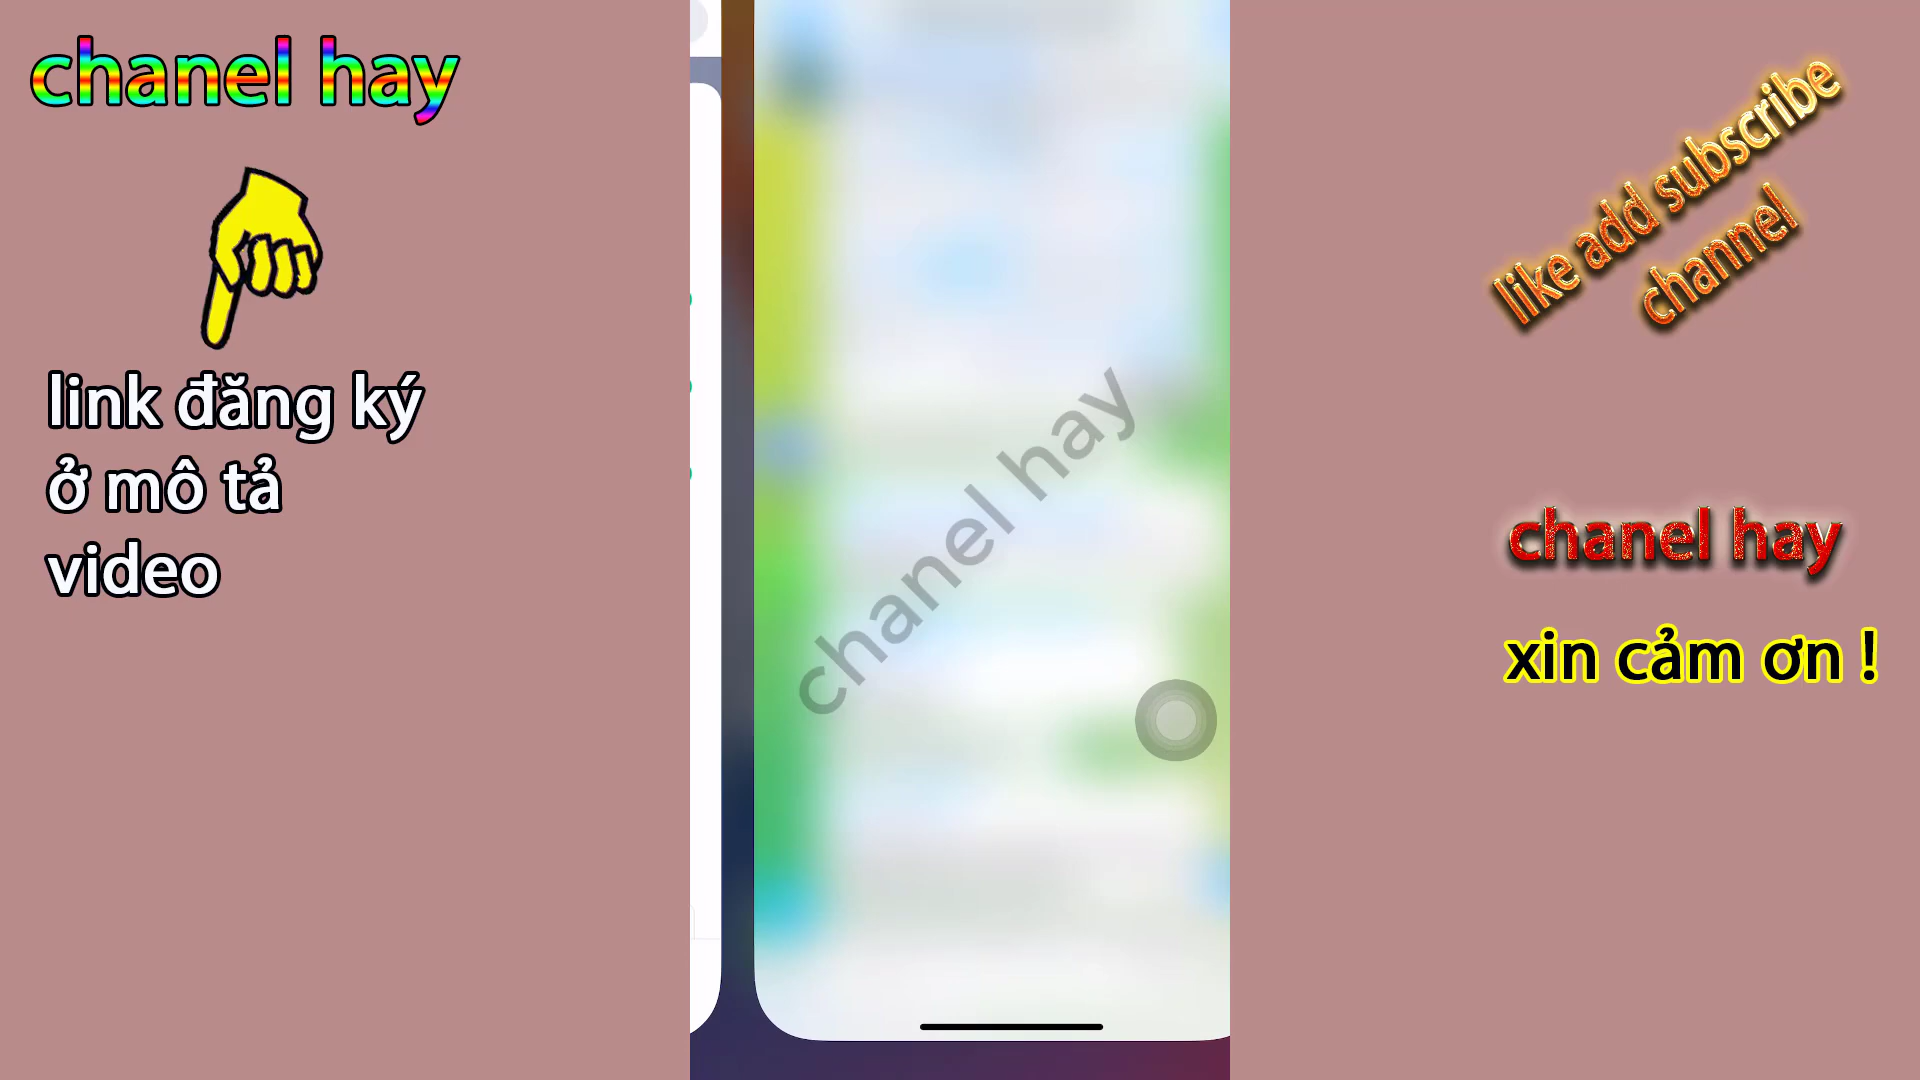 chanel hay
link đăng ký
ở mô tả
video
chanel hay
like add subscribe
channel
chanel hay
xin cảm ơn !